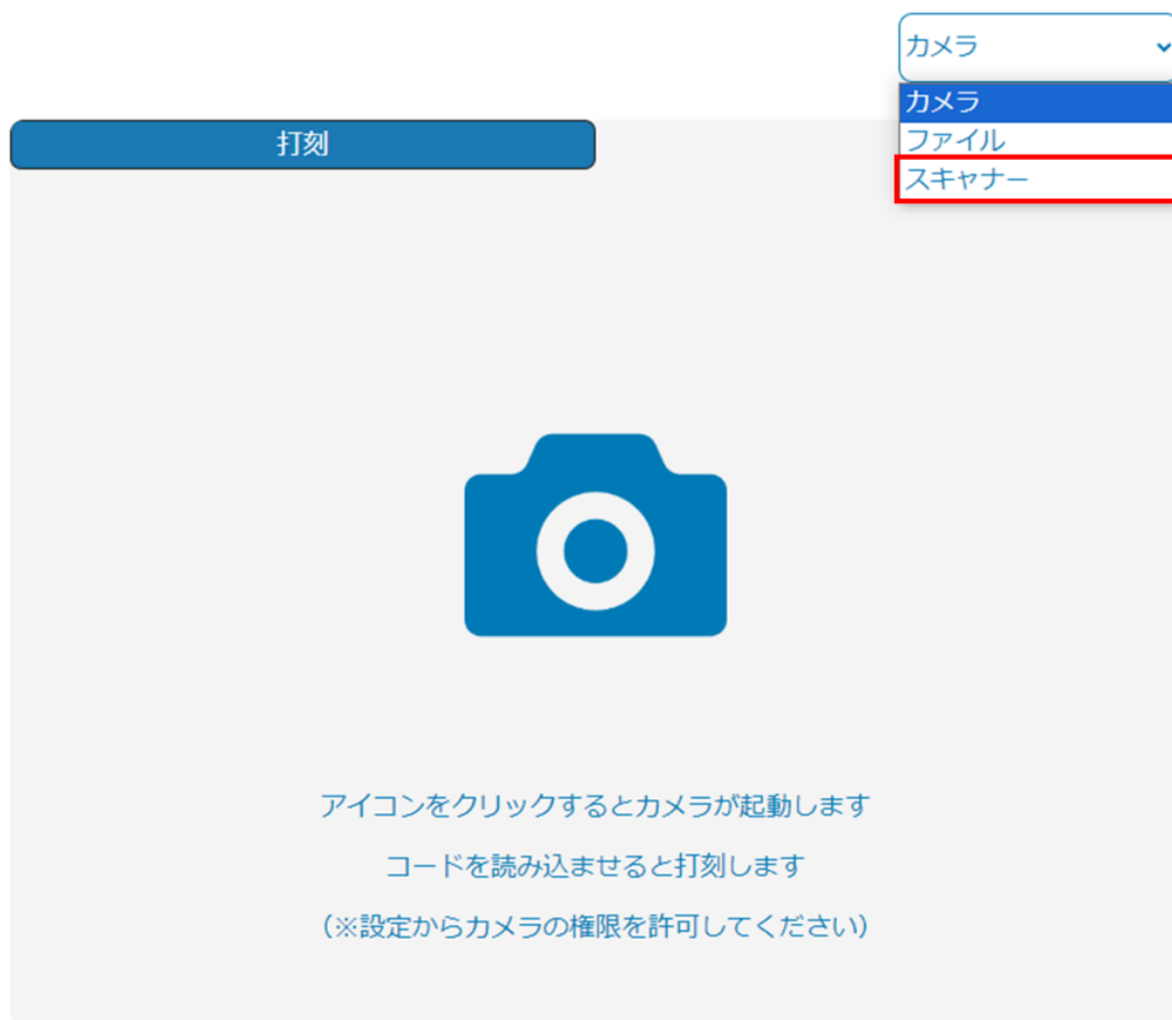 カメラ
カメラ
ファイル
スキャナー
打刻
アイコンをクリックするとカメラが起動します
コードを読み込ませると打刻します
（※設定からカメラの権限を許可してください）